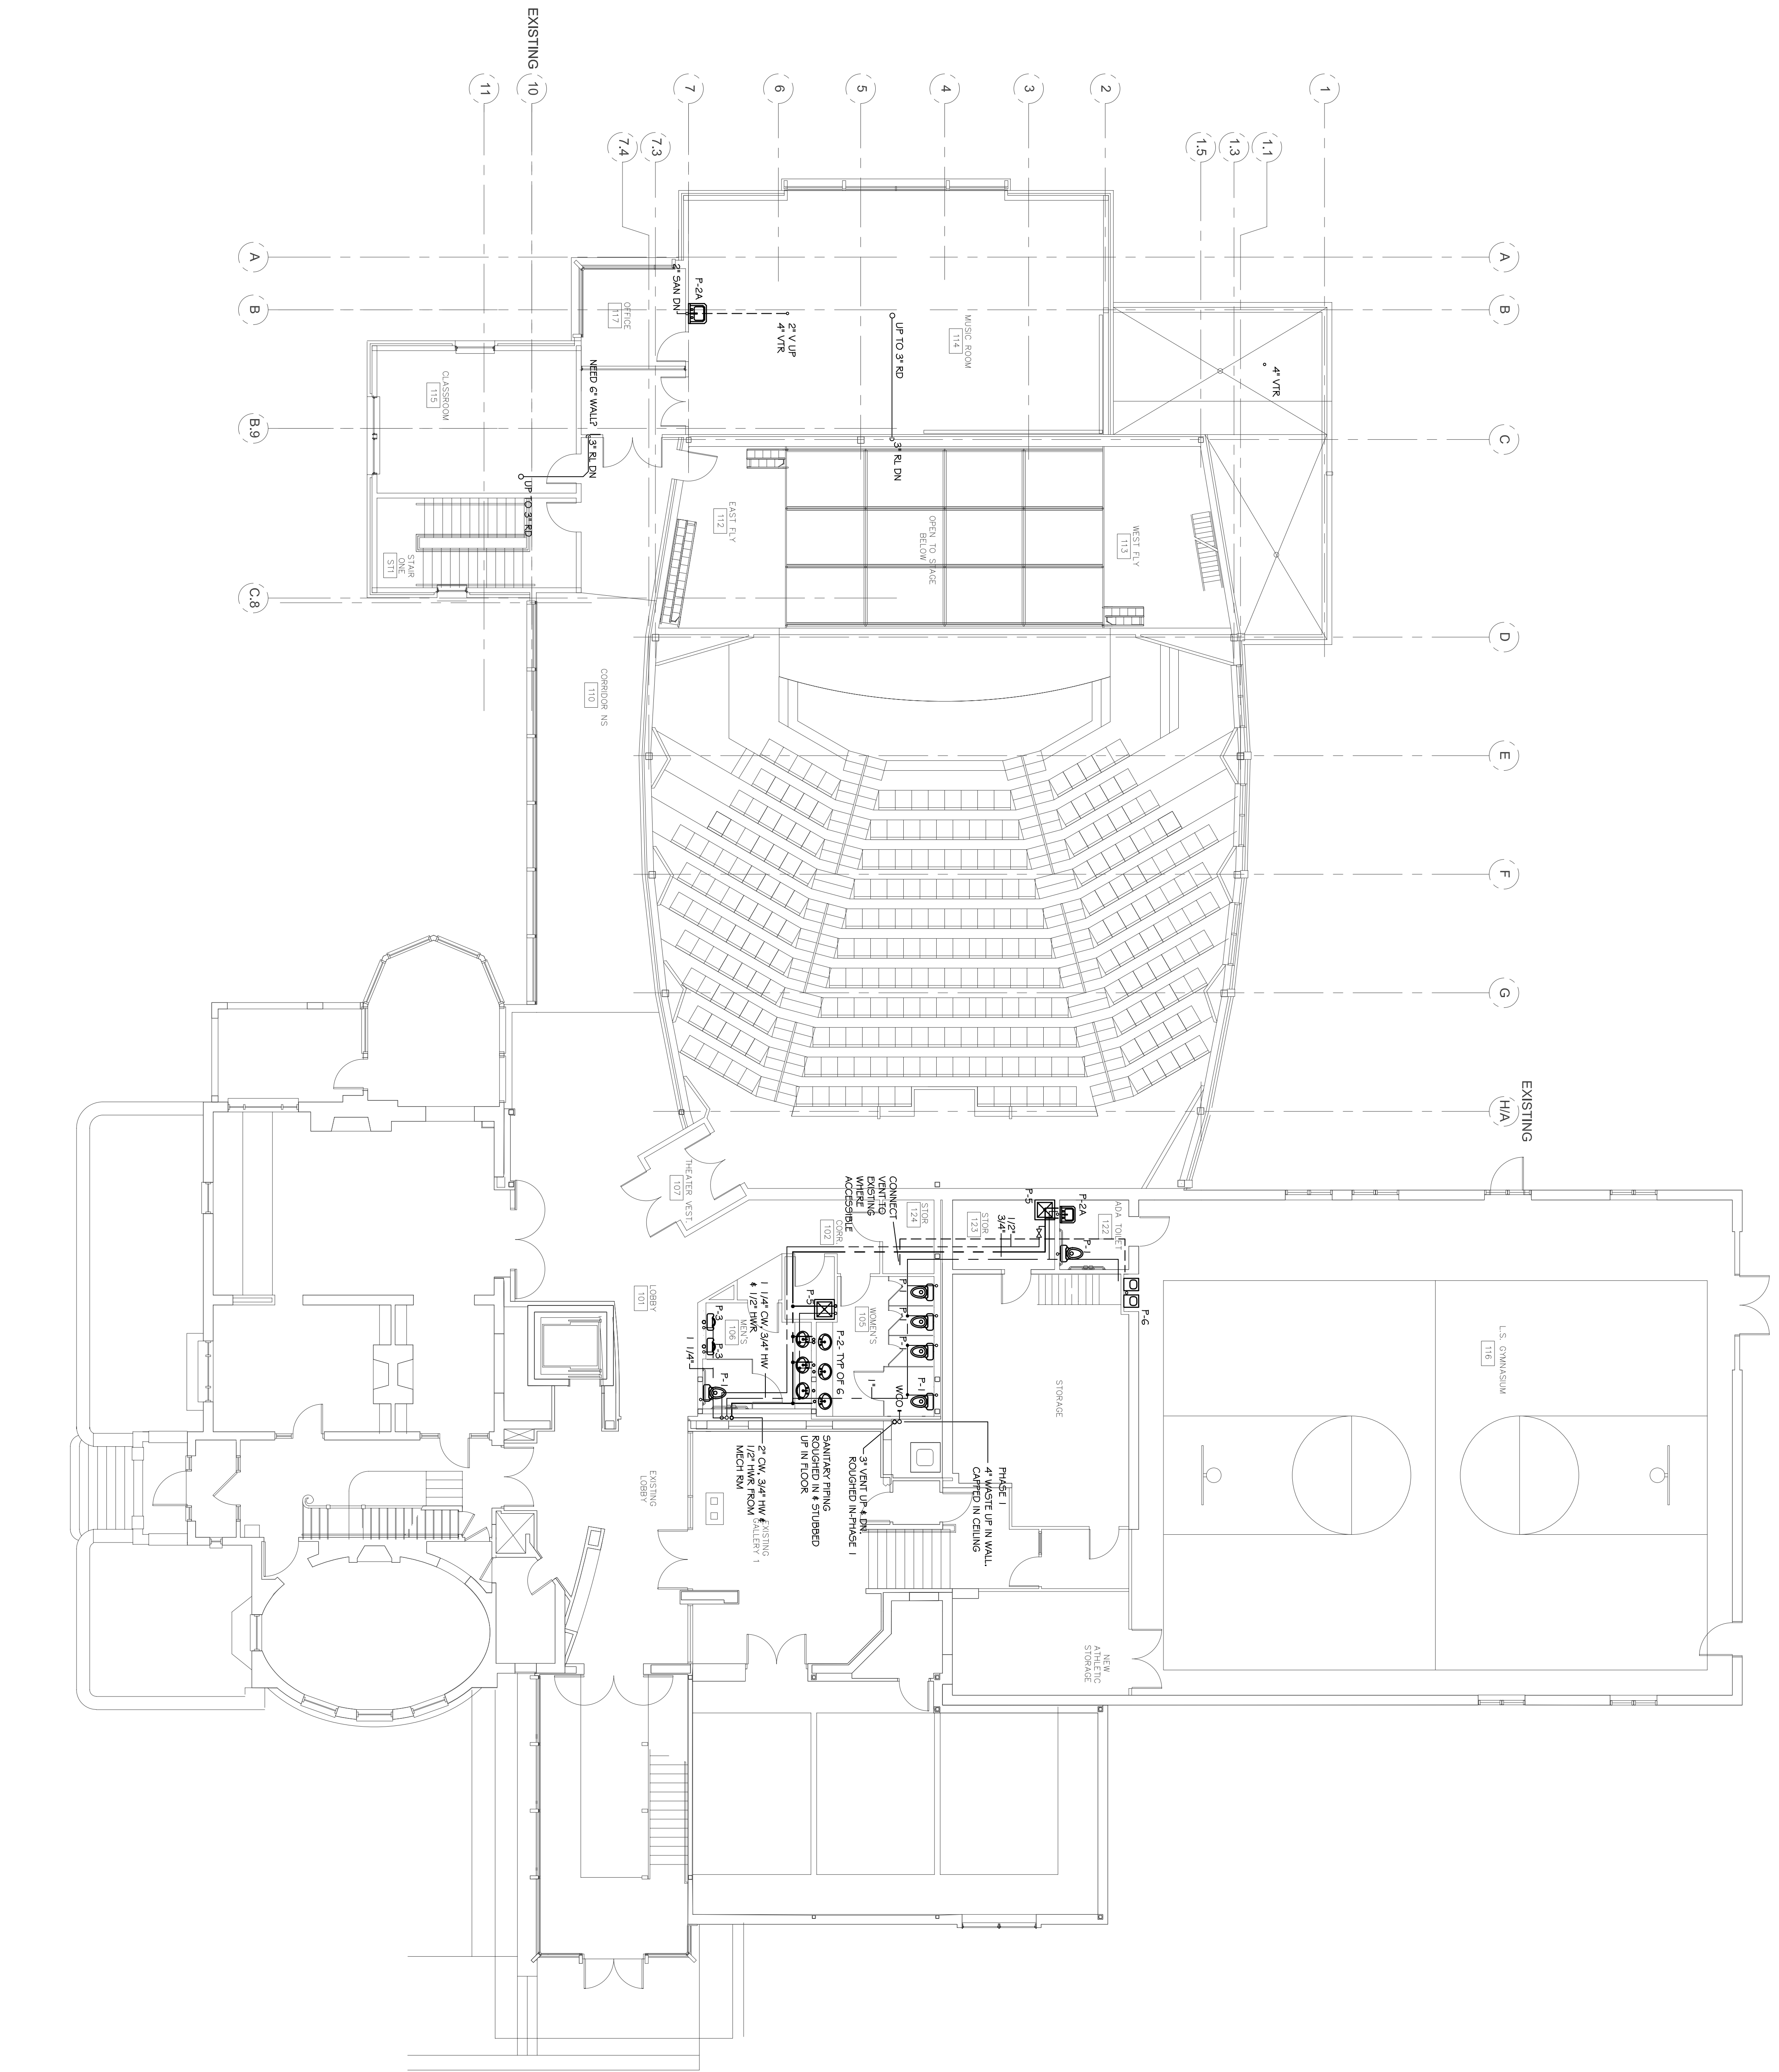 EXISTING
11
10
7
6
5
4
3
2
1
7.4
7.3
1.5
1.3
1.1
A
A
B
B
B.9
C
C.8
D
E
F
G
EXISTING
H/A
2" SAN DN
P-2A
OFFICE
117
2" V UP
4" VTR
UP TO 3" RD
MUSIC ROOM
114
4" VTR
CLASSROOM
115
NEED 6" WALL?
3" RL DN
UP TO 3" RD
3" RL DN
STAIR
ONE
ST1
EAST FLY
112
OPEN TO STAGE
BELOW
WEST FLY
113
CORRIDOR NS
110
THEATER VEST.
107
CONNECT
VENT TO
EXISTING
WHERE
ACCESSIBLE
CORR.
102
STOR
124
STOR
123
1/2"
3/4"
P-5
P-2A
ADA TOILET
122
P-1
P-6
LOBBY
101
1 1/4" CW, 3/4" HW
& 1/2" HWR
MEN'S
106
P-3
P-3
1 1/4"
P-1
P-5
P-2- TYP OF 6
WOMEN'S
105
P-1
P-1
P-1
P-1
1"
WCO
STORAGE
L.S. GYMNASIUM
116
EXISTING
LOBBY
2" CW, 3/4" HW &
1/2" HWR FROM
MECH RM
EXISTING
GALLERY 1
SANITARY PIPING
ROUGHED IN & STUBBED
UP IN FLOOR
3" VENT UP & DN.
ROUGHED IN-PHASE 1
PHASE 1
4" WASTE UP IN WALL.
CAPPED IN CEILING
NEW
ATHLETIC
STORAGE